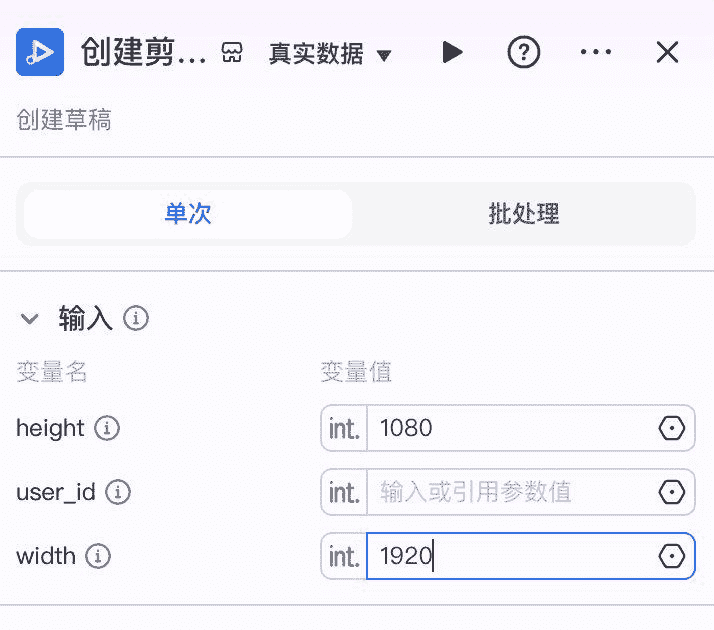 创建剪... 真实数据
创建草稿
单次 批处理
输入
变量名 变量值
height int. 1080
user_id int. 输入或引用参数值
width int. 1920